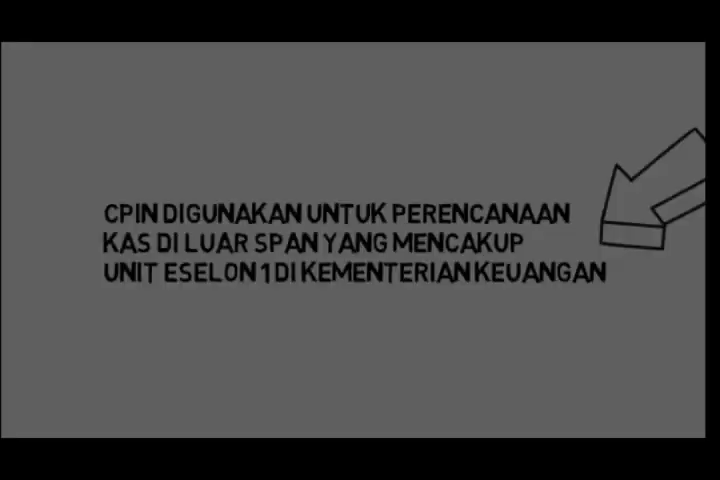 CPIN DIGUNAKAN UNTUK PERENCANAAN
KAS DI LUAR SPAN YANG MENCAKUP
UNIT ESELON 1 DI KEMENTERIAN KEUANGAN